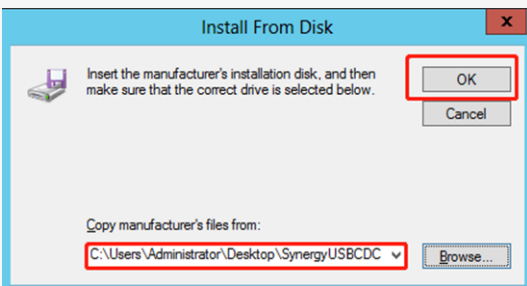 Install From Disk
x
Insert the manufacturer's installation disk, and then
make sure that the correct drive is selected below.
OK
Cancel
Copy manufacturer's files from:
C:\Users\Administrator\Desktop\SynergyUSBCDC
Browse...